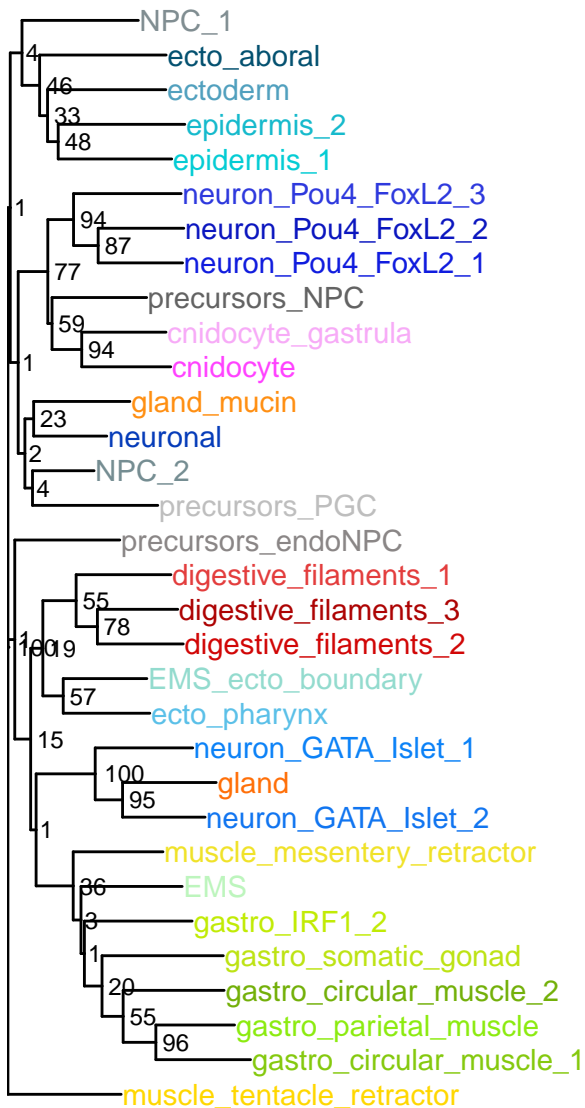 NPC_1
4
ecto_aboral
46
ectoderm
33
epidermis_2
48
epidermis_1
neuron_Pou4_FoxL2_3
1
94
neuron_Pou4_FoxL2_2
87
neuron_Pou4_FoxL2_1
77
precursors_NPC
59
cnidocyte_gastrula
94
cnidocyte
1
gland_mucin
23
neuronal
2
NPC_2
4
precursors_PGC
precursors_endoNPC
digestive_filaments_1
55
digestive_filaments_3
78
digestive_filaments_2
1
100
19
EMS_ecto_boundary
57
ecto_pharynx
15
neuron_GATA_Islet_1
100
gland
95
neuron_GATA_Islet_2
1
muscle_mesentery_retractor
36
EMS
3
gastro_IRF1_2
1
gastro_somatic_gonad
20
gastro_circular_muscle_2
55
gastro_parietal_muscle
96
gastro_circular_muscle_1
muscle_tentacle_retractor